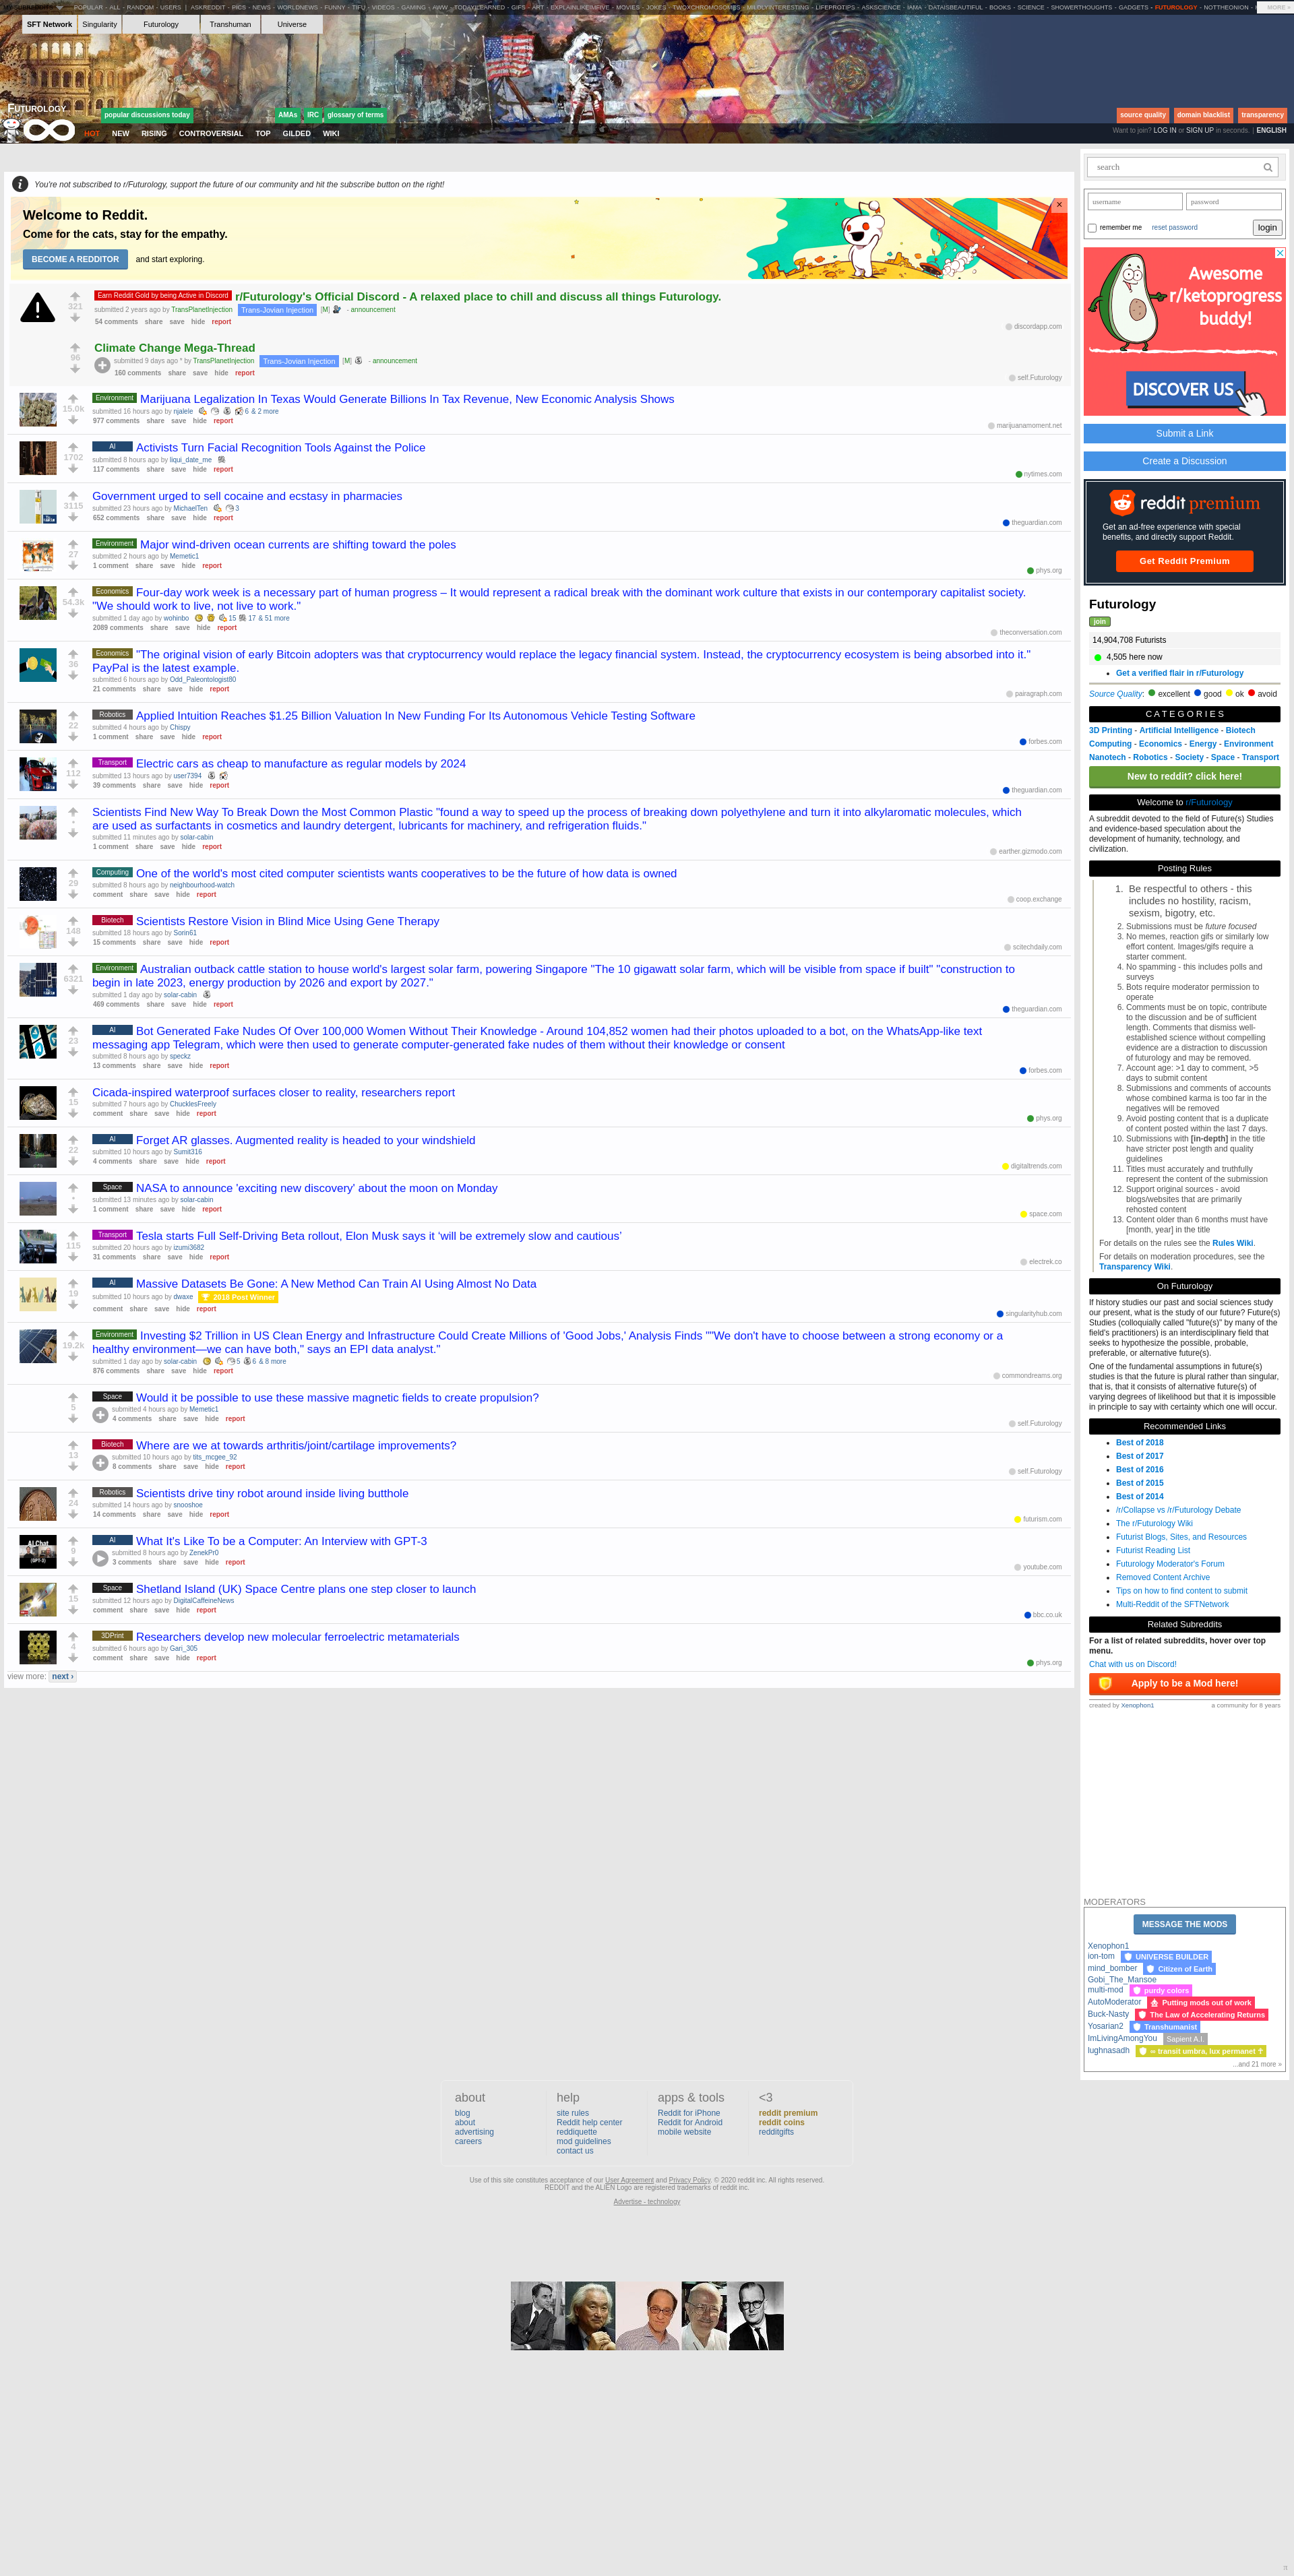 POPULAR - ALL - RANDOM - USERS | ASKREDDIT - PICS - NEWS - WORLDNEWS - FUNNY - TIFU - VIDEOS - GAMING - AWW - TODAYILEARNED - GIFS - ART - EXPLAINLIKEIMFIVE - MOVIES - JOKES - TWOXCHROMOSOMES - MILDLYINTERESTING - LIFEPROTIPS - ASKSCIENCE - IAMA - DATAISBEAUTIFUL - BOOKS - SCIENCE - SHOWERTHOUGHTS - GADGETS - FUTUROLOGY - NOTTHEONION - MORE »
SFT Network Singularity Futurology Transhuman Universe
FUTUROLOGY
popular discussions today AMAs IRC glossary of terms source quality domain blacklist transparency
HOT NEW RISING CONTROVERSIAL TOP GILDED WIKI
Want to join? LOG IN or SIGN UP in seconds. | ENGLISH
You're not subscribed to r/Futurology, support the future of our community and hit the subscribe button on the right!
Welcome to Reddit.
Come for the cats, stay for the empathy.
BECOME A REDDITOR and start exploring.
321
Earn Reddit Gold by being Active in Discord r/Futurology's Official Discord - A relaxed place to chill and discuss all things Futurology.
submitted 2 years ago by TransPlanetInjection Trans-Jovian Injection [M] - announcement
54 comments share save hide report
discordapp.com
96
Climate Change Mega-Thread
submitted 9 days ago * by TransPlanetInjection Trans-Jovian Injection [M] - announcement
160 comments share save hide report
self.Futurology
15.0k
Environment Marijuana Legalization In Texas Would Generate Billions In Tax Revenue, New Economic Analysis Shows
submitted 16 hours ago by njalele 6 & 2 more
977 comments share save hide report
marijuanamoment.net
1702
AI Activists Turn Facial Recognition Tools Against the Police
submitted 8 hours ago by liqui_date_me
117 comments share save hide report
nytimes.com
3115
Government urged to sell cocaine and ecstasy in pharmacies
submitted 23 hours ago by MichaelTen 3
652 comments share save hide report
theguardian.com
27
Environment Major wind-driven ocean currents are shifting toward the poles
submitted 2 hours ago by Memetic1
1 comment share save hide report
phys.org
54.3k
Economics Four-day work week is a necessary part of human progress – It would represent a radical break with the dominant work culture that exists in our contemporary capitalist society.
"We should work to live, not live to work."
submitted 1 day ago by wohinbo 15 17 & 51 more
2089 comments share save hide report
theconversation.com
36
Economics "The original vision of early Bitcoin adopters was that cryptocurrency would replace the legacy financial system. Instead, the cryptocurrency ecosystem is being absorbed into it."
PayPal is the latest example.
submitted 6 hours ago by Odd_Paleontologist80
21 comments share save hide report
pairagraph.com
22
Robotics Applied Intuition Reaches $1.25 Billion Valuation In New Funding For Its Autonomous Vehicle Testing Software
submitted 4 hours ago by Chispy
1 comment share save hide report
forbes.com
112
Transport Electric cars as cheap to manufacture as regular models by 2024
submitted 13 hours ago by user7394
39 comments share save hide report
theguardian.com
•
Scientists Find New Way To Break Down the Most Common Plastic "found a way to speed up the process of breaking down polyethylene and turn it into alkylaromatic molecules, which
are used as surfactants in cosmetics and laundry detergent, lubricants for machinery, and refrigeration fluids."
submitted 11 minutes ago by solar-cabin
1 comment share save hide report
earther.gizmodo.com
29
Computing One of the world's most cited computer scientists wants cooperatives to be the future of how data is owned
submitted 8 hours ago by neighbourhood-watch
comment share save hide report
coop.exchange
148
Biotech Scientists Restore Vision in Blind Mice Using Gene Therapy
submitted 18 hours ago by Sorin61
15 comments share save hide report
scitechdaily.com
6321
Environment Australian outback cattle station to house world's largest solar farm, powering Singapore "The 10 gigawatt solar farm, which will be visible from space if built" "construction to
begin in late 2023, energy production by 2026 and export by 2027."
submitted 1 day ago by solar-cabin
469 comments share save hide report
theguardian.com
23
AI Bot Generated Fake Nudes Of Over 100,000 Women Without Their Knowledge - Around 104,852 women had their photos uploaded to a bot, on the WhatsApp-like text
messaging app Telegram, which were then used to generate computer-generated fake nudes of them without their knowledge or consent
submitted 8 hours ago by speckz
13 comments share save hide report
forbes.com
15
Cicada-inspired waterproof surfaces closer to reality, researchers report
submitted 7 hours ago by ChucklesFreely
comment share save hide report
phys.org
22
AI Forget AR glasses. Augmented reality is headed to your windshield
submitted 10 hours ago by Sumit316
4 comments share save hide report
digitaltrends.com
•
Space NASA to announce 'exciting new discovery' about the moon on Monday
submitted 13 minutes ago by solar-cabin
1 comment share save hide report
space.com
115
Transport Tesla starts Full Self-Driving Beta rollout, Elon Musk says it ‘will be extremely slow and cautious’
submitted 20 hours ago by izumi3682
31 comments share save hide report
electrek.co
19
AI Massive Datasets Be Gone: A New Method Can Train AI Using Almost No Data
submitted 10 hours ago by dwaxe 2018 Post Winner
comment share save hide report
singularityhub.com
19.2k
Environment Investing $2 Trillion in US Clean Energy and Infrastructure Could Create Millions of 'Good Jobs,' Analysis Finds ""We don't have to choose between a strong economy or a
healthy environment—we can have both," says an EPI data analyst."
submitted 1 day ago by solar-cabin 5 6 & 8 more
876 comments share save hide report
commondreams.org
5
Space Would it be possible to use these massive magnetic fields to create propulsion?
submitted 4 hours ago by Memetic1
4 comments share save hide report
self.Futurology
13
Biotech Where are we at towards arthritis/joint/cartilage improvements?
submitted 10 hours ago by tits_mcgee_92
8 comments share save hide report
self.Futurology
24
Robotics Scientists drive tiny robot around inside living butthole
submitted 14 hours ago by snooshoe
14 comments share save hide report
futurism.com
9
AI What It's Like To be a Computer: An Interview with GPT-3
submitted 8 hours ago by ZenekPr0
3 comments share save hide report
youtube.com
15
Space Shetland Island (UK) Space Centre plans one step closer to launch
submitted 12 hours ago by DigitalCaffeineNews
comment share save hide report
bbc.co.uk
4
3DPrint Researchers develop new molecular ferroelectric metamaterials
submitted 6 hours ago by Gari_305
comment share save hide report
phys.org
view more: next ›
search
username password
remember me reset password login
Awesome
r/ketoprogress
buddy!
DISCOVER US
Submit a Link
Create a Discussion
reddit premium
Get an ad-free experience with special
benefits, and directly support Reddit.
Get Reddit Premium
Futurology
join
14,904,708 Futurists
4,505 here now
Get a verified flair in r/Futurology
Source Quality: excellent good ok avoid
CATEGORIES
3D Printing - Artificial Intelligence - Biotech
Computing - Economics - Energy - Environment
Nanotech - Robotics - Society - Space - Transport
New to reddit? click here!
Welcome to r/Futurology
A subreddit devoted to the field of Future(s) Studies
and evidence-based speculation about the
development of humanity, technology, and
civilization.
Posting Rules
1. Be respectful to others - this
includes no hostility, racism,
sexism, bigotry, etc.
2. Submissions must be future focused
3. No memes, reaction gifs or similarly low
effort content. Images/gifs require a
starter comment.
4. No spamming - this includes polls and
surveys
5. Bots require moderator permission to
operate
6. Comments must be on topic, contribute
to the discussion and be of sufficient
length. Comments that dismiss well-
established science without compelling
evidence are a distraction to discussion
of futurology and may be removed.
7. Account age: >1 day to comment, >5
days to submit content
8. Submissions and comments of accounts
whose combined karma is too far in the
negatives will be removed
9. Avoid posting content that is a duplicate
of content posted within the last 7 days.
10. Submissions with [in-depth] in the title
have stricter post length and quality
guidelines
11. Titles must accurately and truthfully
represent the content of the submission
12. Support original sources - avoid
blogs/websites that are primarily
rehosted content
13. Content older than 6 months must have
[month, year] in the title
For details on the rules see the Rules Wiki.
For details on moderation procedures, see the
Transparency Wiki.
On Futurology
If history studies our past and social sciences study
our present, what is the study of our future? Future(s)
Studies (colloquially called "future(s)" by many of the
field's practitioners) is an interdisciplinary field that
seeks to hypothesize the possible, probable,
preferable, or alternative future(s).
One of the fundamental assumptions in future(s)
studies is that the future is plural rather than singular,
that is, that it consists of alternative future(s) of
varying degrees of likelihood but that it is impossible
in principle to say with certainty which one will occur.
Recommended Links
Best of 2018
Best of 2017
Best of 2016
Best of 2015
Best of 2014
/r/Collapse vs /r/Futurology Debate
The r/Futurology Wiki
Futurist Blogs, Sites, and Resources
Futurist Reading List
Futurology Moderator's Forum
Removed Content Archive
Tips on how to find content to submit
Multi-Reddit of the SFTNetwork
Related Subreddits
For a list of related subreddits, hover over top
menu.
Chat with us on Discord!
Apply to be a Mod here!
created by Xenophon1 a community for 8 years
MODERATORS
MESSAGE THE MODS
Xenophon1
ion-tom UNIVERSE BUILDER
mind_bomber Citizen of Earth
Gobi_The_Mansoe
multi-mod purdy colors
AutoModerator Putting mods out of work
Buck-Nasty The Law of Accelerating Returns
Yosarian2 Transhumanist
ImLivingAmongYou Sapient A.I.
lughnasadh ∞ transit umbra, lux permanet ☥
...and 21 more »
about help apps & tools <3
blog site rules Reddit for iPhone reddit premium
about Reddit help center Reddit for Android reddit coins
advertising reddiquette mobile website redditgifts
careers mod guidelines
contact us
Use of this site constitutes acceptance of our User Agreement and Privacy Policy. © 2020 reddit inc. All rights reserved.
REDDIT and the ALIEN Logo are registered trademarks of reddit inc.
Advertise - technology
π